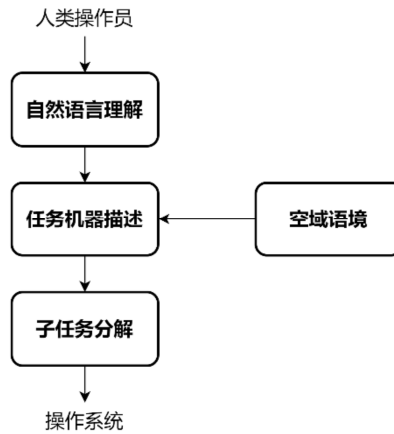 人类操作员
自然语言理解
任务机器描述
空域语境
子任务分解
操作系统